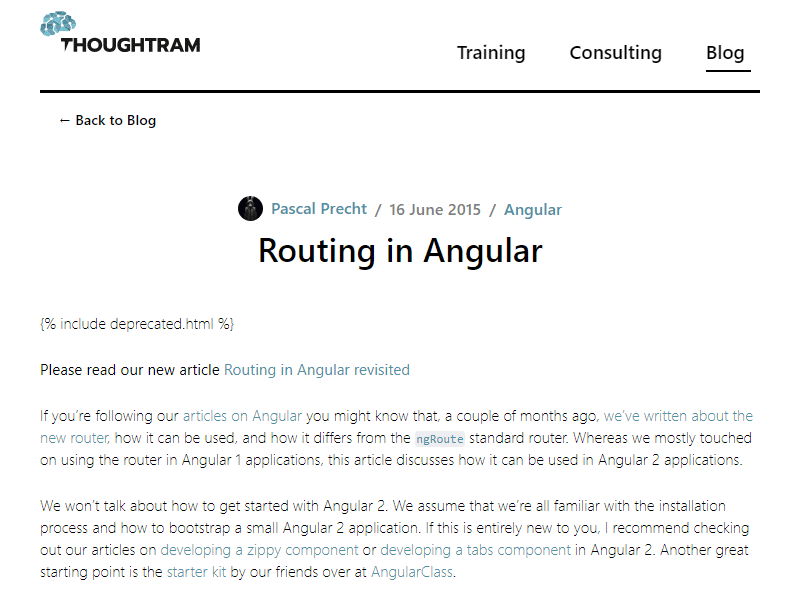 THOUGHTRAM
Training Consulting Blog
← Back to Blog
Pascal Precht / 16 June 2015 / Angular
Routing in Angular
{% include deprecated.html %}
Please read our new article Routing in Angular revisited
If you’re following our articles on Angular you might know that, a couple of months ago, we’ve written about the
new router, how it can be used, and how it differs from the ngRoute standard router. Whereas we mostly touched
on using the router in Angular 1 applications, this article discusses how it can be used in Angular 2 applications.
We won’t talk about how to get started with Angular 2. We assume that we’re all familiar with the installation
process and how to bootstrap a small Angular 2 application. If this is entirely new to you, I recommend checking
out our articles on developing a zippy component or developing a tabs component in Angular 2. Another great
starting point is the starter kit by our friends over at AngularClass.